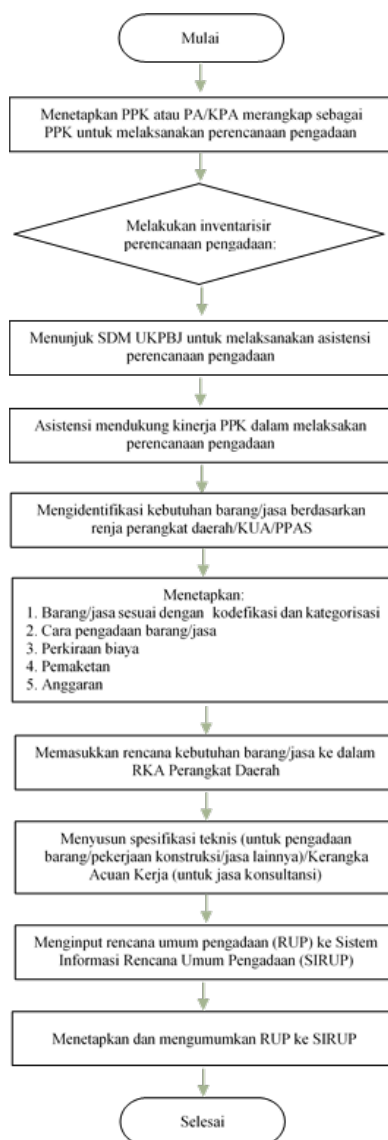 Mulai
Menetapkan PPK atau PA/KPA merangkap sebagai
PPK untuk melaksanakan perencanaan pengadaan
Melakukan inventarisir
perencanaan pengadaan:
Menunjuk SDM UKPBJ untuk melaksanakan asistensi
perencanaan pengadaan
Asistensi mendukung kinerja PPK dalam melaksakan
perencanaan pengadaan
Mengidentifikasi kebutuhan barang/jasa berdasarkan
renja perangkat daerah/KUA/PPAS
Menetapkan:
1. Barang/jasa sesuai dengan kodefikasi dan kategorisasi
2. Cara pengadaan barang/jasa
3. Perkiraan biaya
4. Pemaketan
5. Anggaran
Memasukkan rencana kebutuhan barang/jasa ke dalam
RKA Perangkat Daerah
Menyusun spesifikasi teknis (untuk pengadaan
barang/pekerjaan konstruksi/jasa lainnya)/Kerangka
Acuan Kerja (untuk jasa konsultansi)
Menginput rencana umum pengadaan (RUP) ke Sistem
Informasi Rencana Umum Pengadaan (SIRUP)
Menetapkan dan mengumumkan RUP ke SIRUP
Selesai